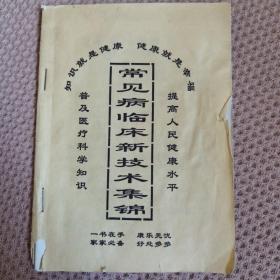 知识就是健康 健康就是幸福
常见病临床新技术集锦
提高人民健康水平
普及医疗科学知识
一书在手 康乐无忧
家家必备 好处多多